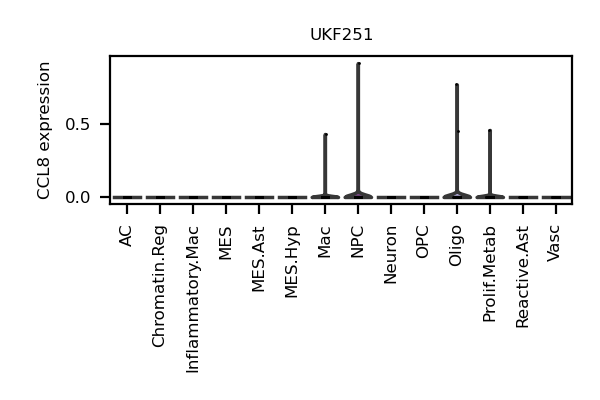 UKF251
CCL8 expression
0.5
0.0
AC
Chromatin.Reg
Inflammatory.Mac
MES
MES.Ast
MES.Hyp
Mac
NPC
Neuron
OPC
Oligo
Prolif.Metab
Reactive.Ast
Vasc